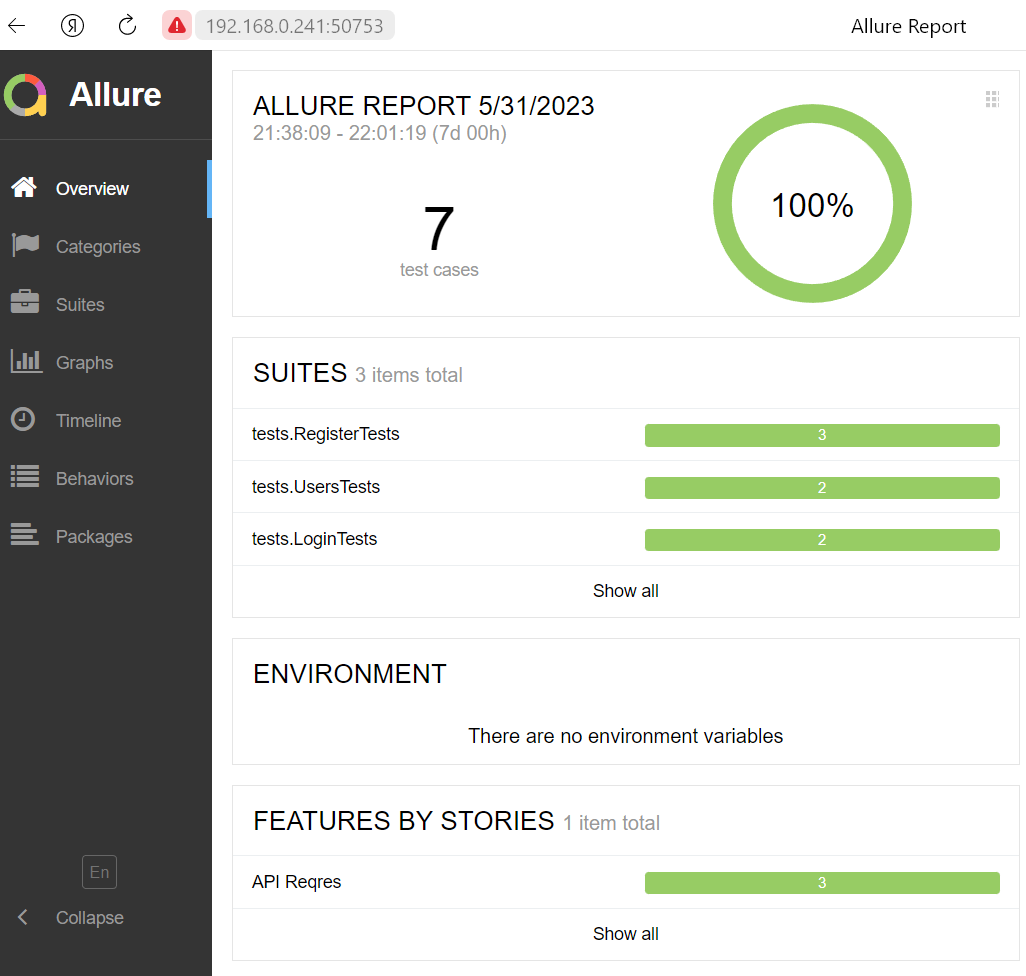 192.168.0.241:50753 Allure Report
Allure
Overview
Categories
Suites
Graphs
Timeline
Behaviors
Packages
En
Collapse
ALLURE REPORT 5/31/2023
21:38:09 - 22:01:19 (7d 00h)
7
test cases
100%
SUITES 3 items total
tests.RegisterTests 3
tests.UsersTests 2
tests.LoginTests 2
Show all
ENVIRONMENT
There are no environment variables
FEATURES BY STORIES 1 item total
API Reqres 3
Show all